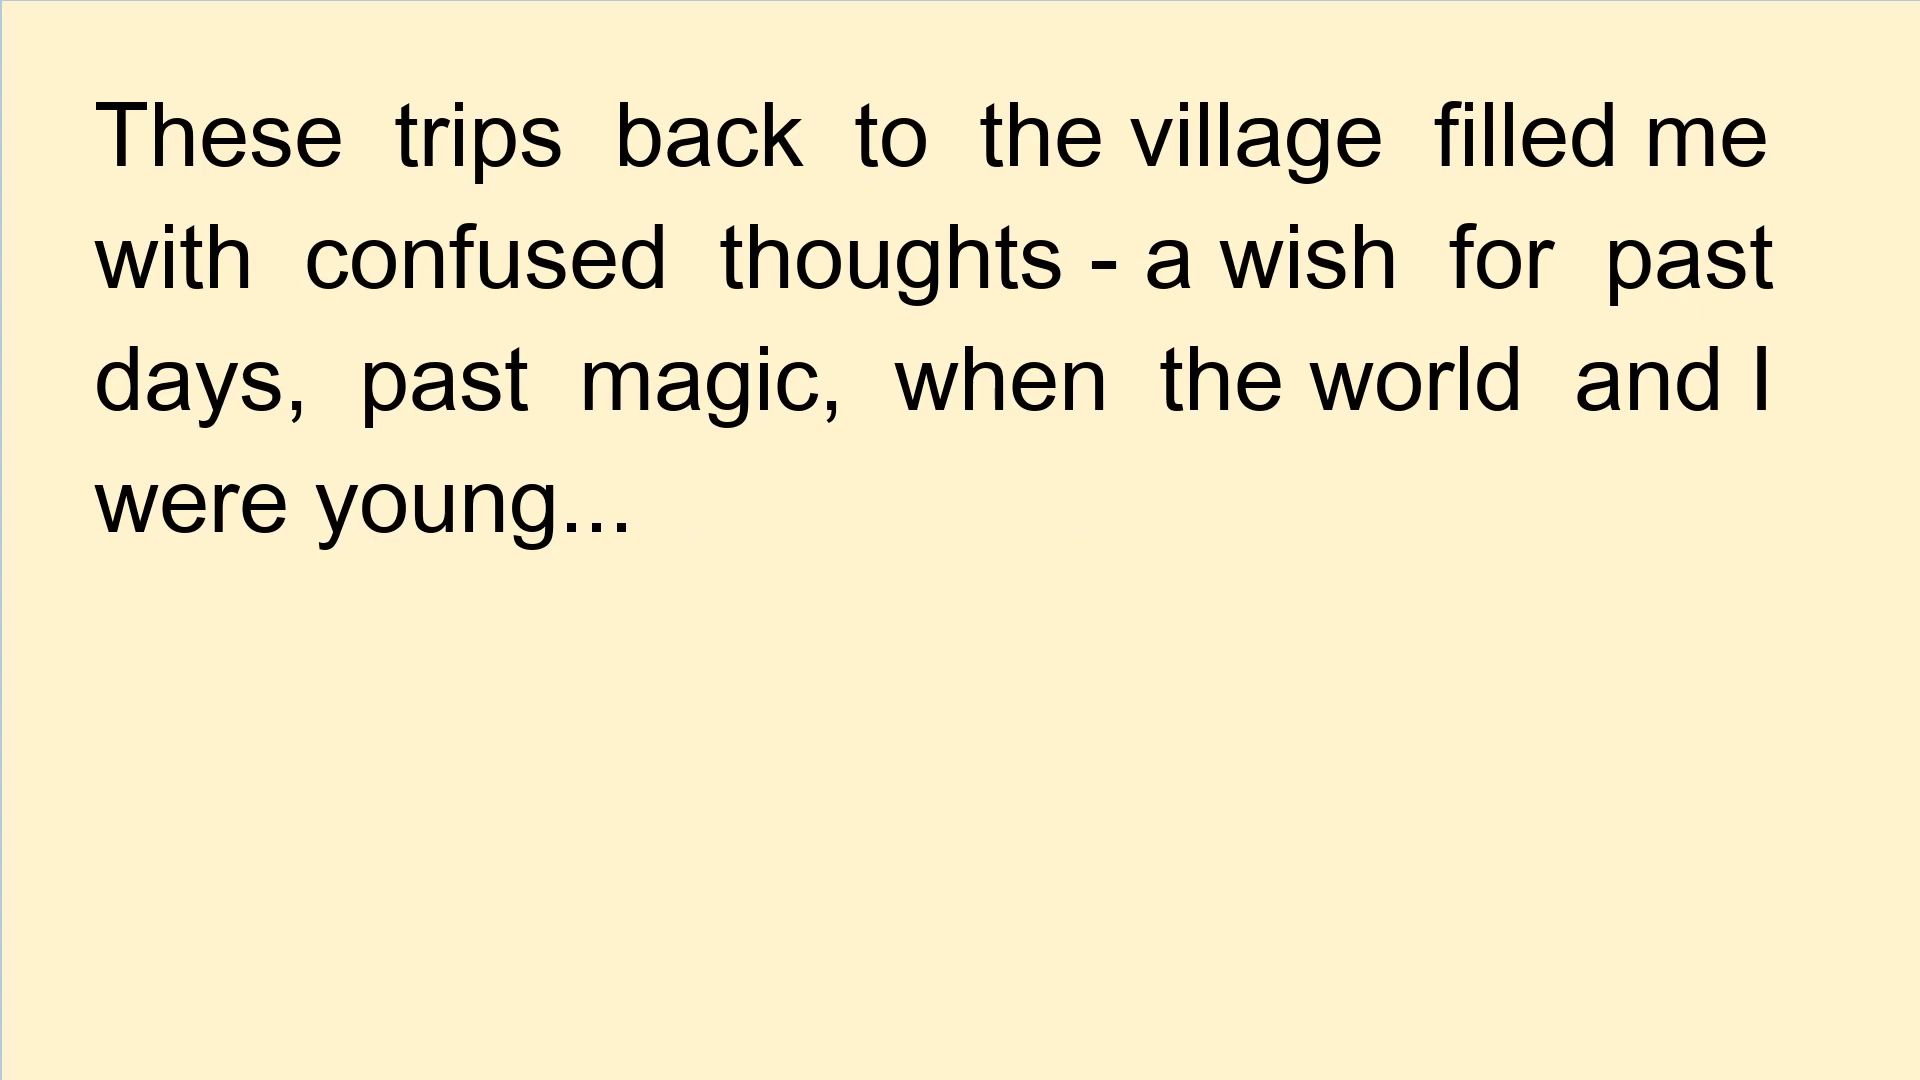 These trips back to the village filled me
with confused thoughts - a wish for past
days, past magic, when the world and I
were young...